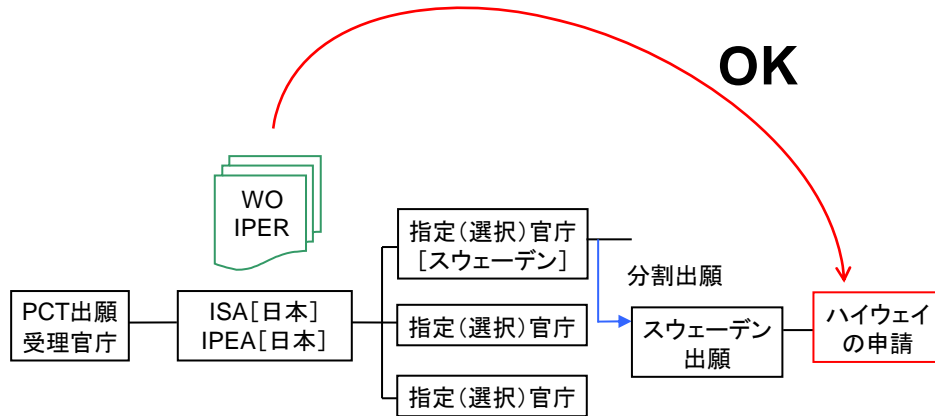 OK
WO
IPER
指定（選択）官庁
［スウェーデン］
分割出願
PCT出願
受理官庁
ISA［日本］
IPEA［日本］
指定（選択）官庁
スウェーデン
出願
ハイウェイ
の申請
指定（選択）官庁